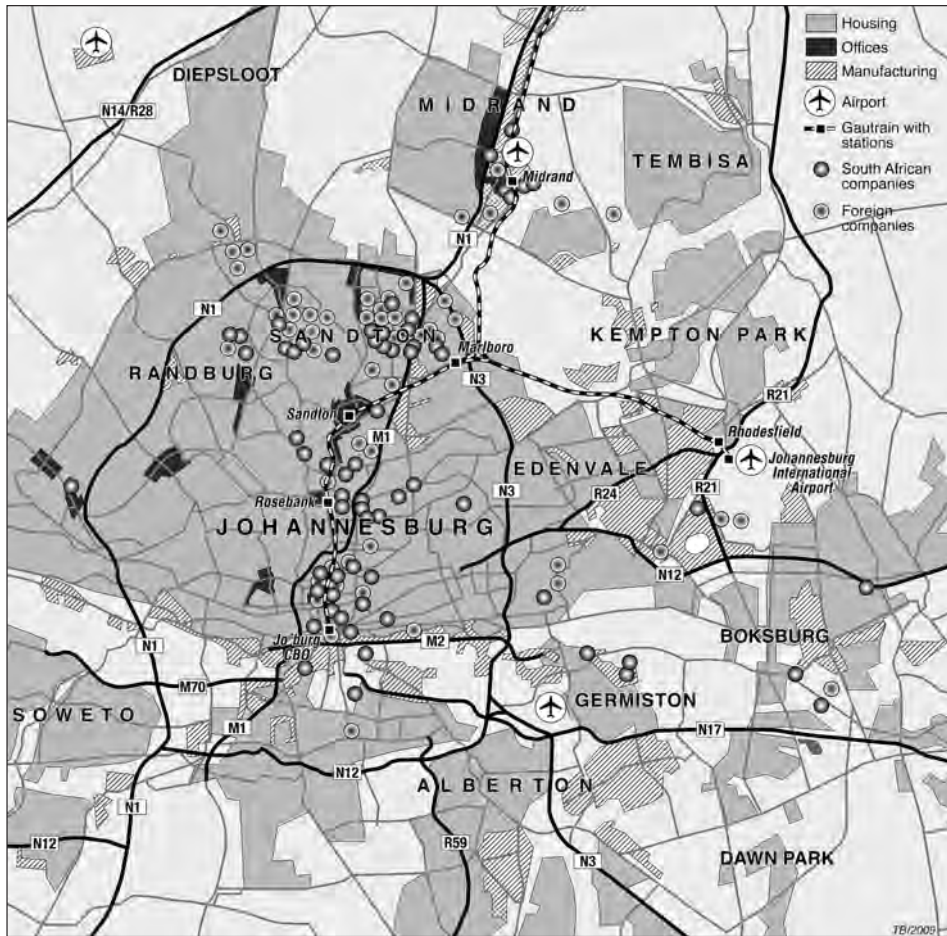 Housing
Offices
Manufacturing
Airport
Gautrain with
stations
South African
companies
Foreign
companies
DIEPSLOOT
N14/R28
MIDRAND
TEMBISA
Midrand
N1
N1
SANDTON
KEMPTON PARK
Marlboro
RANDBURG
N3
R21
Sandton
M1
Rhodesfield
EDENVALE
Johannesburg
International
Airport
R24
R21
N3
Rosebank
JOHANNESBURG
N12
Jo'burg
CBD
M2
BOKSBURG
N1
M70
SOWETO
M1
GERMISTON
N17
N12
ALBERTON
N1
N12
R59
N3
DAWN PARK
TB/2009